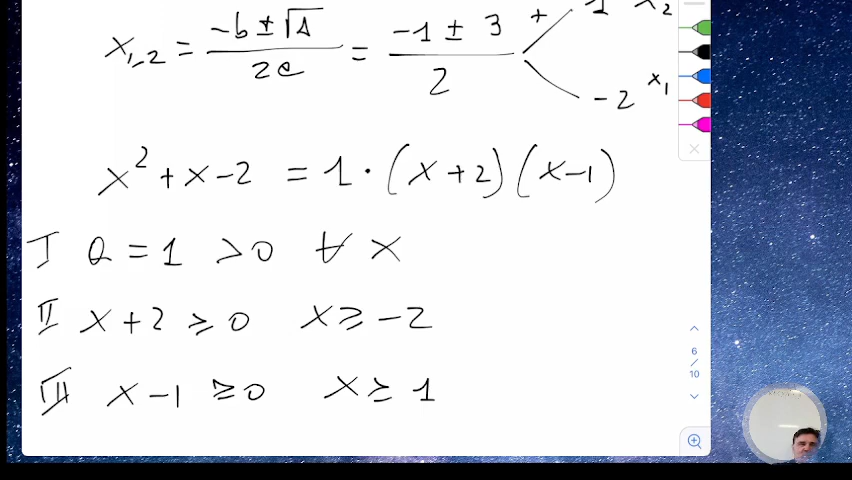 x₁,₂ = (-b ± √Δ) / 2a = (-1 ± 3) / 2 + 1 x₂
-2 x₁
x² + x - 2 = 1 · (x + 2)(x - 1)
I a = 1 > 0 ∀ x
II x + 2 ⩾ 0 x ⩾ -2
III x - 1 ⩾ 0 x ⩾ 1
6
/
10